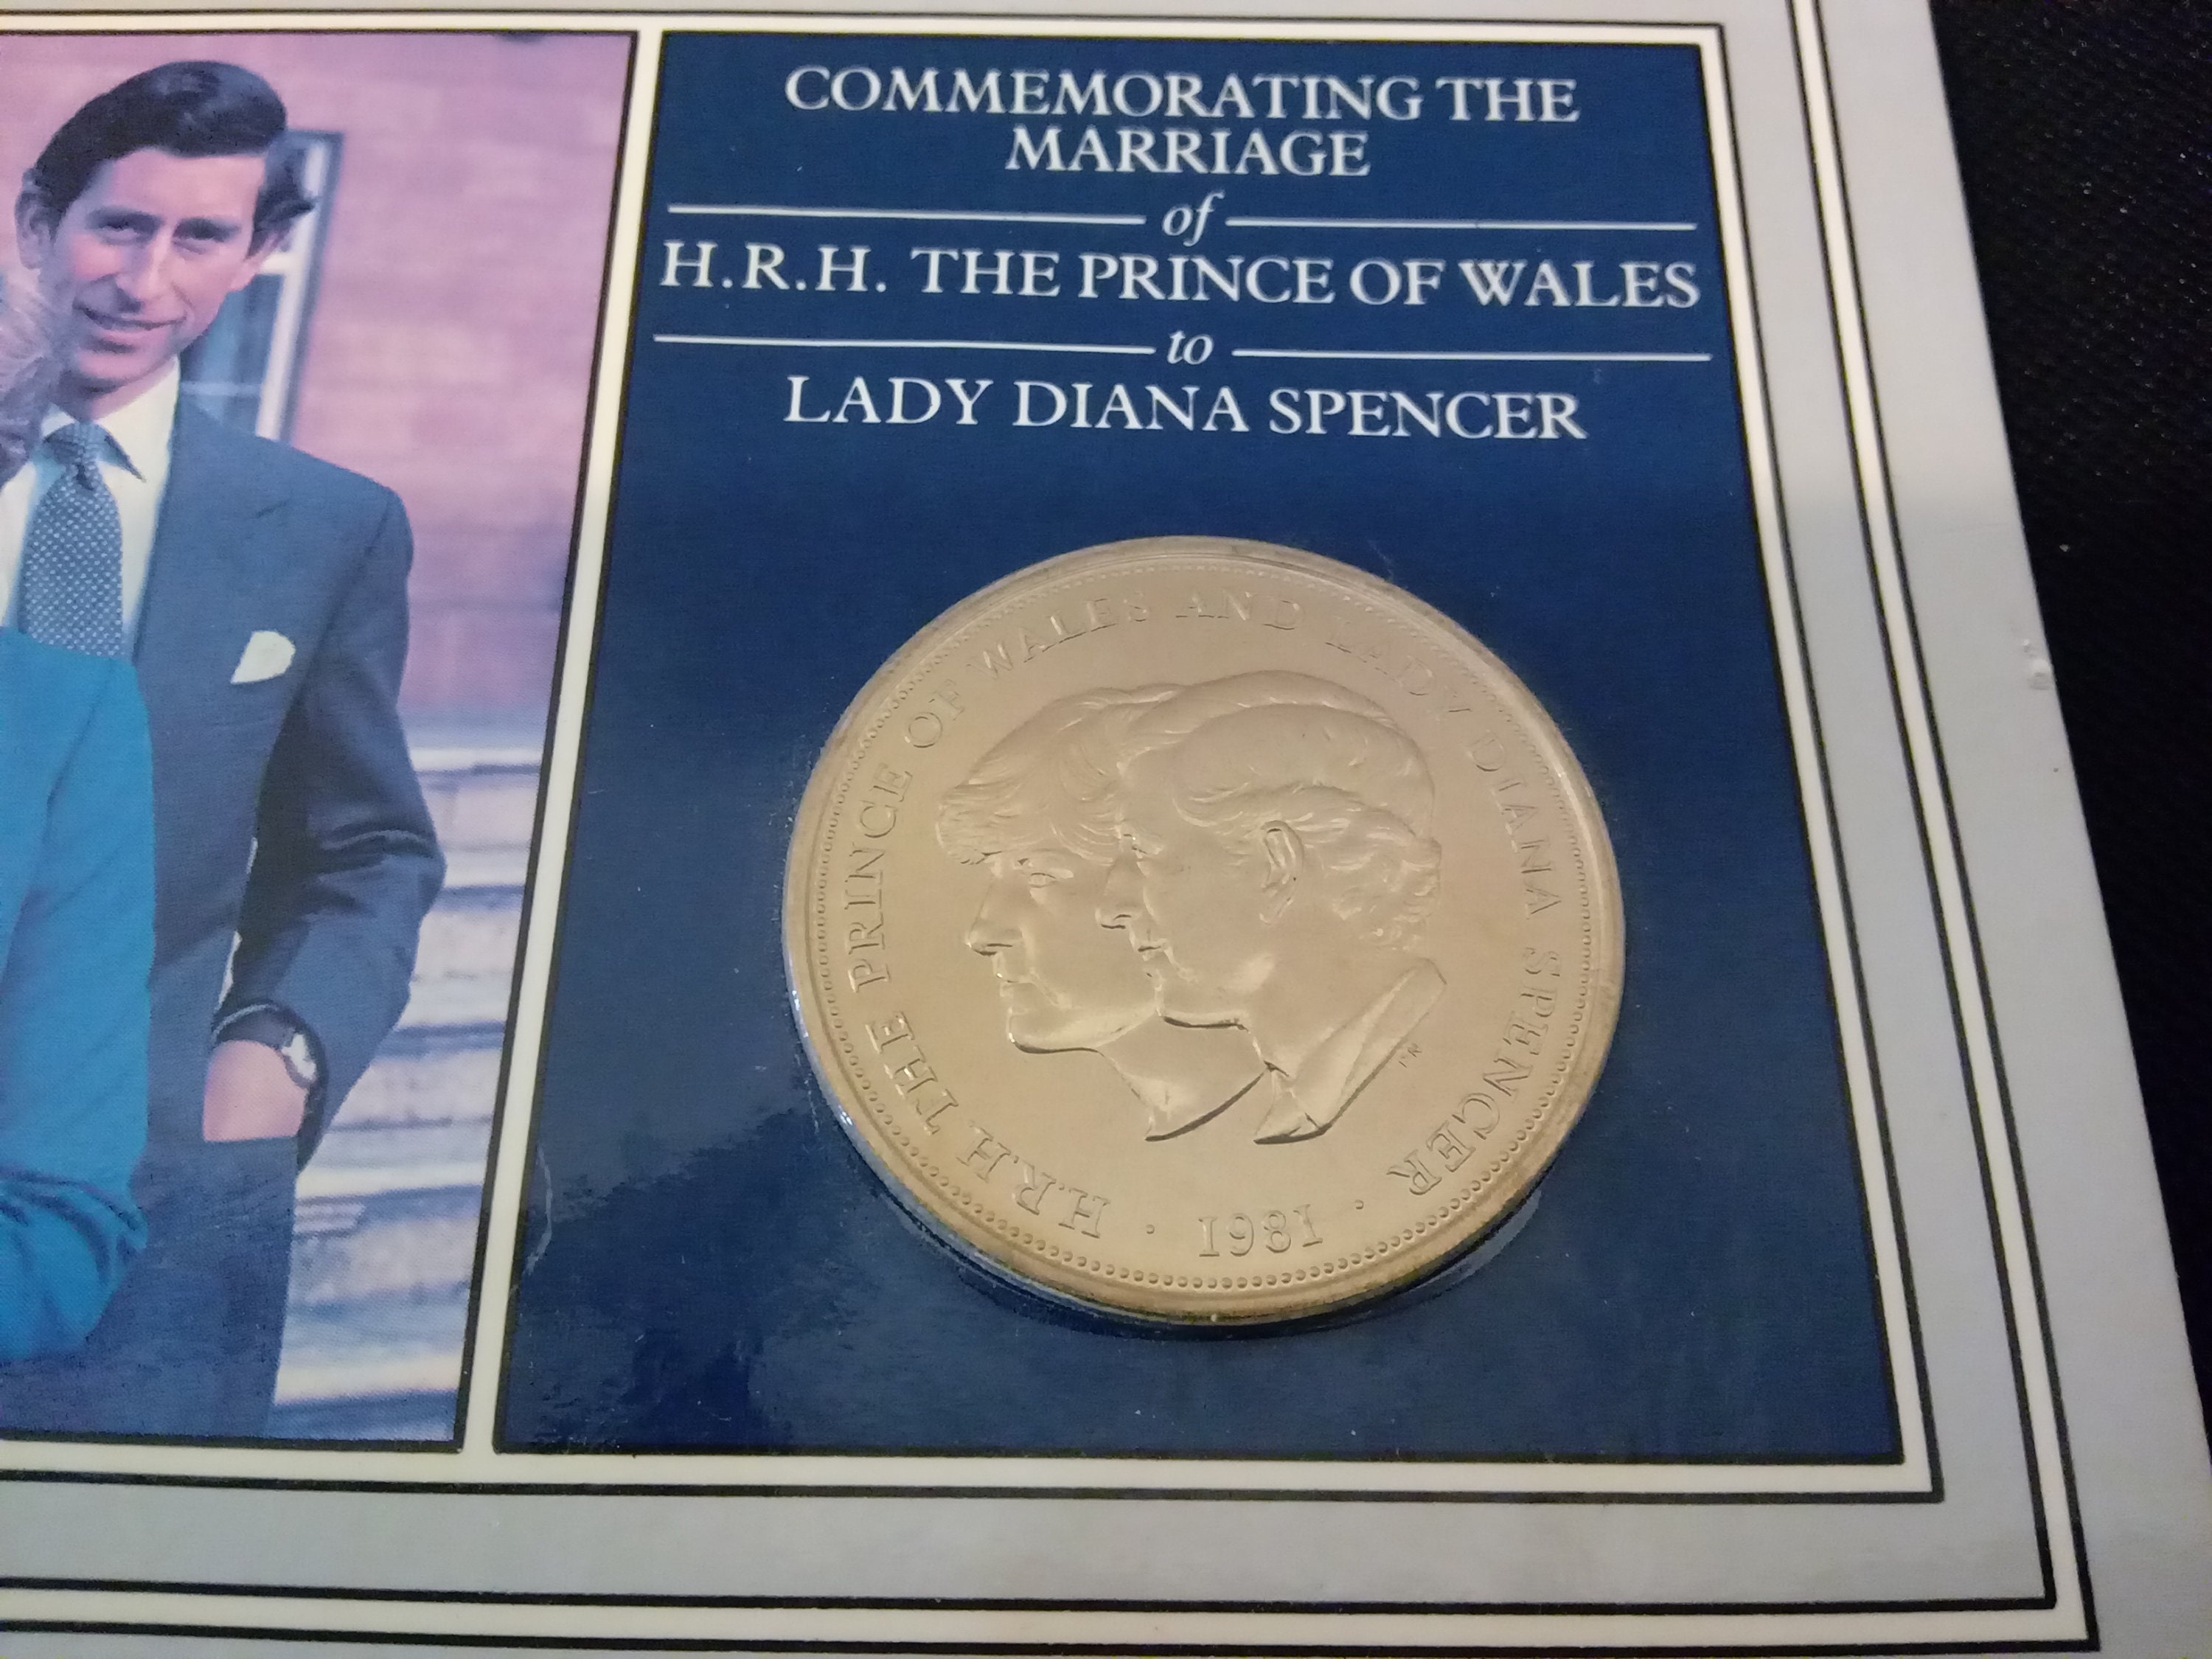 COMMEMORATING THE
MARRIAGE
of
H.R.H. THE PRINCE OF WALES
to
LADY DIANA SPENCER
H.R.H. THE PRINCE OF WALES AND LADY DIANA SPENCER
· 1981 ·